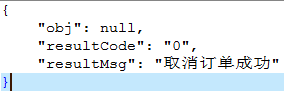 {
    "obj": null,
    "resultCode": "0",
    "resultMsg": "取消订单成功"
}